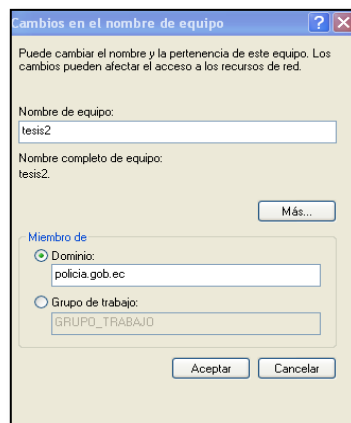 Cambios en el nombre de equipo
Puede cambiar el nombre y la pertenencia de este equipo. Los
cambios pueden afectar el acceso a los recursos de red.
Nombre de equipo:
tesis2
Nombre completo de equipo:
tesis2.
Más...
Miembro de
Dominio:
policia.gob.ec
Grupo de trabajo:
GRUPO_TRABAJO
Aceptar Cancelar